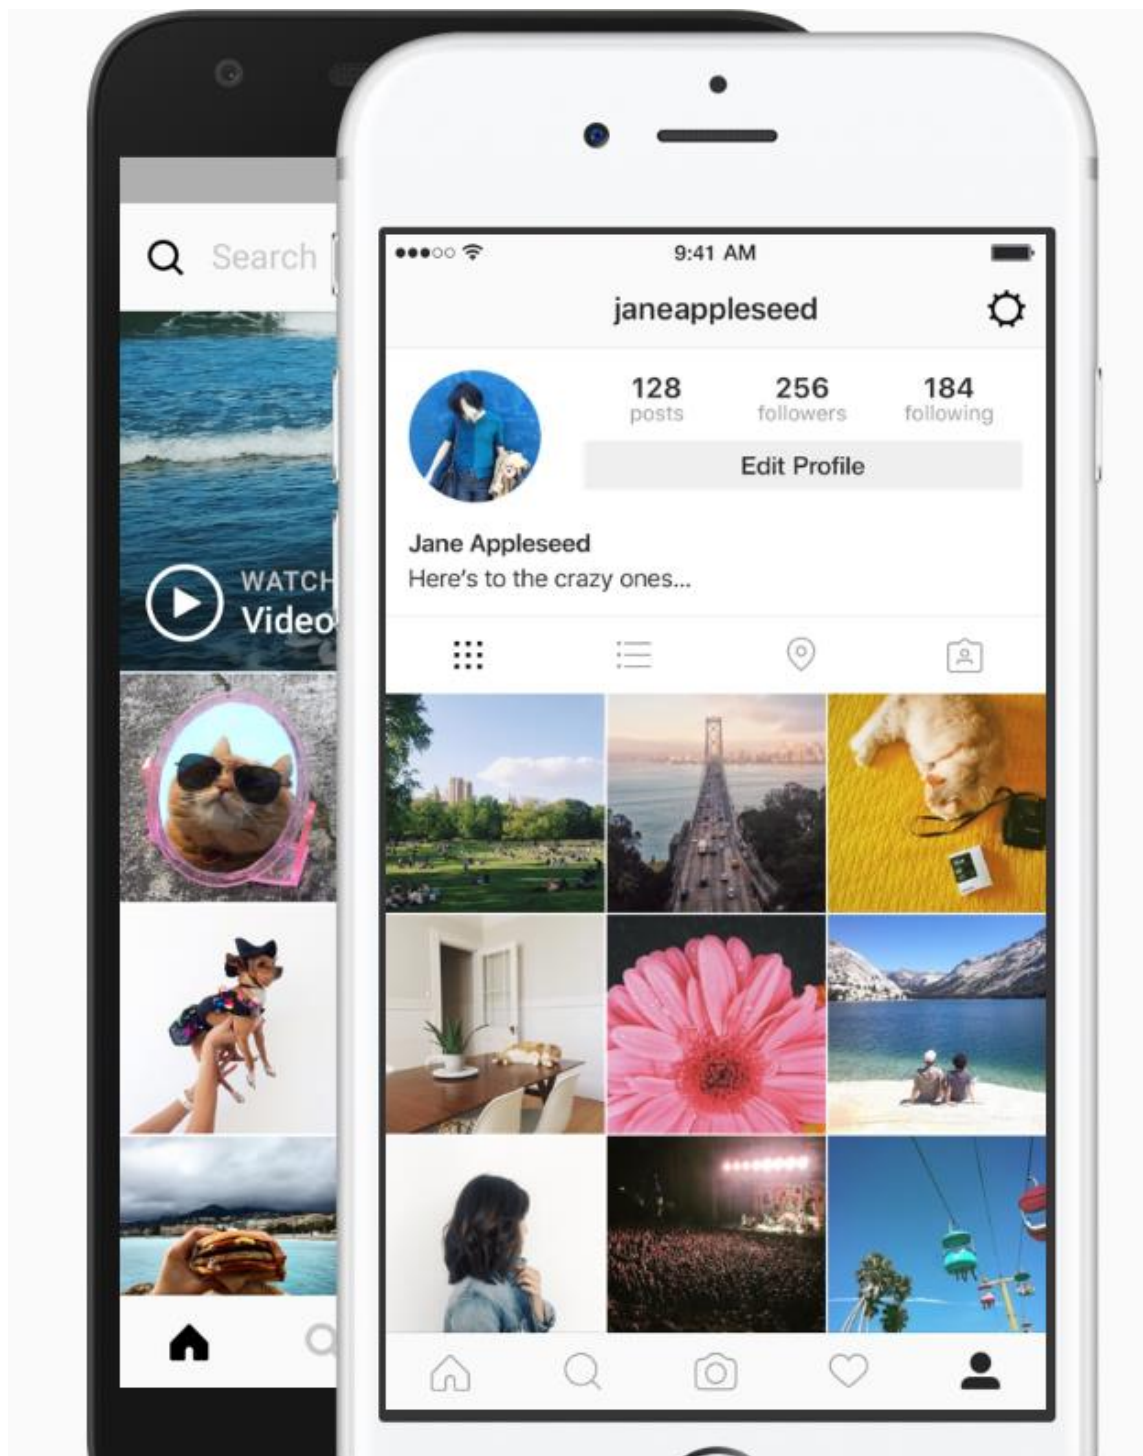 Search
WATCH
Video
9:41 AM
janeappleseed
128
posts
256
followers
184
following
Edit Profile
Jane Appleseed
Here's to the crazy ones...